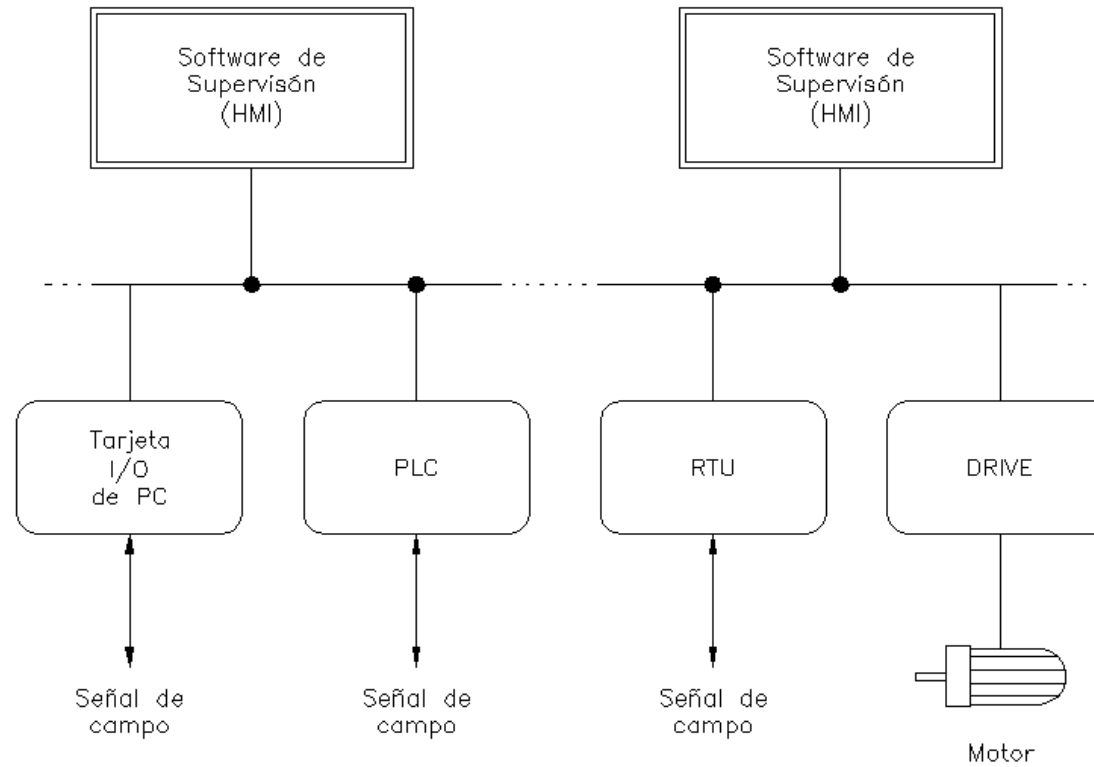 Software de
Supervisón
(HMI)
Software de
Supervisón
(HMI)
Tarjeta
I/O
de PC
PLC
RTU
DRIVE
Señal de
campo
Señal de
campo
Señal de
campo
Motor